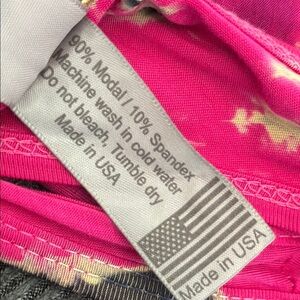 90% Modal / 10% Spandex
Machine wash in cold water
Do not bleach, Tumble dry
Made in USA
Made in USA